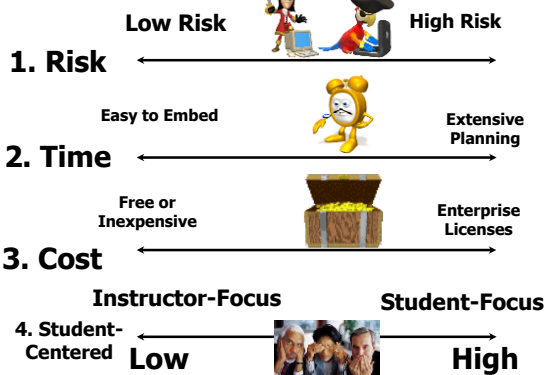 Low Risk
High Risk
1. Risk
Easy to Embed
Extensive
Planning
2. Time
Free or
Inexpensive
Enterprise
Licenses
3. Cost
Instructor-Focus
Student-Focus
4. Student-
Centered
Low
High